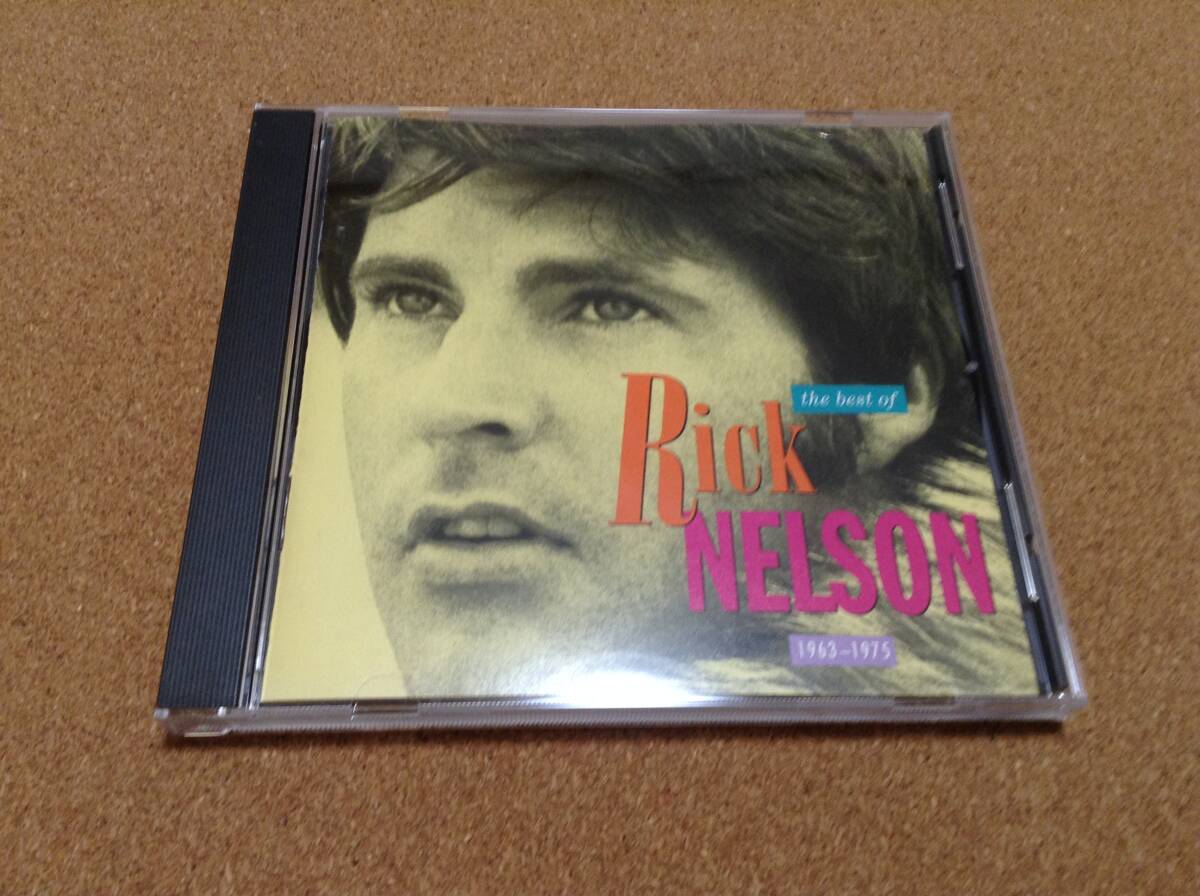 the best of
Rick
NELSON
1963-1975